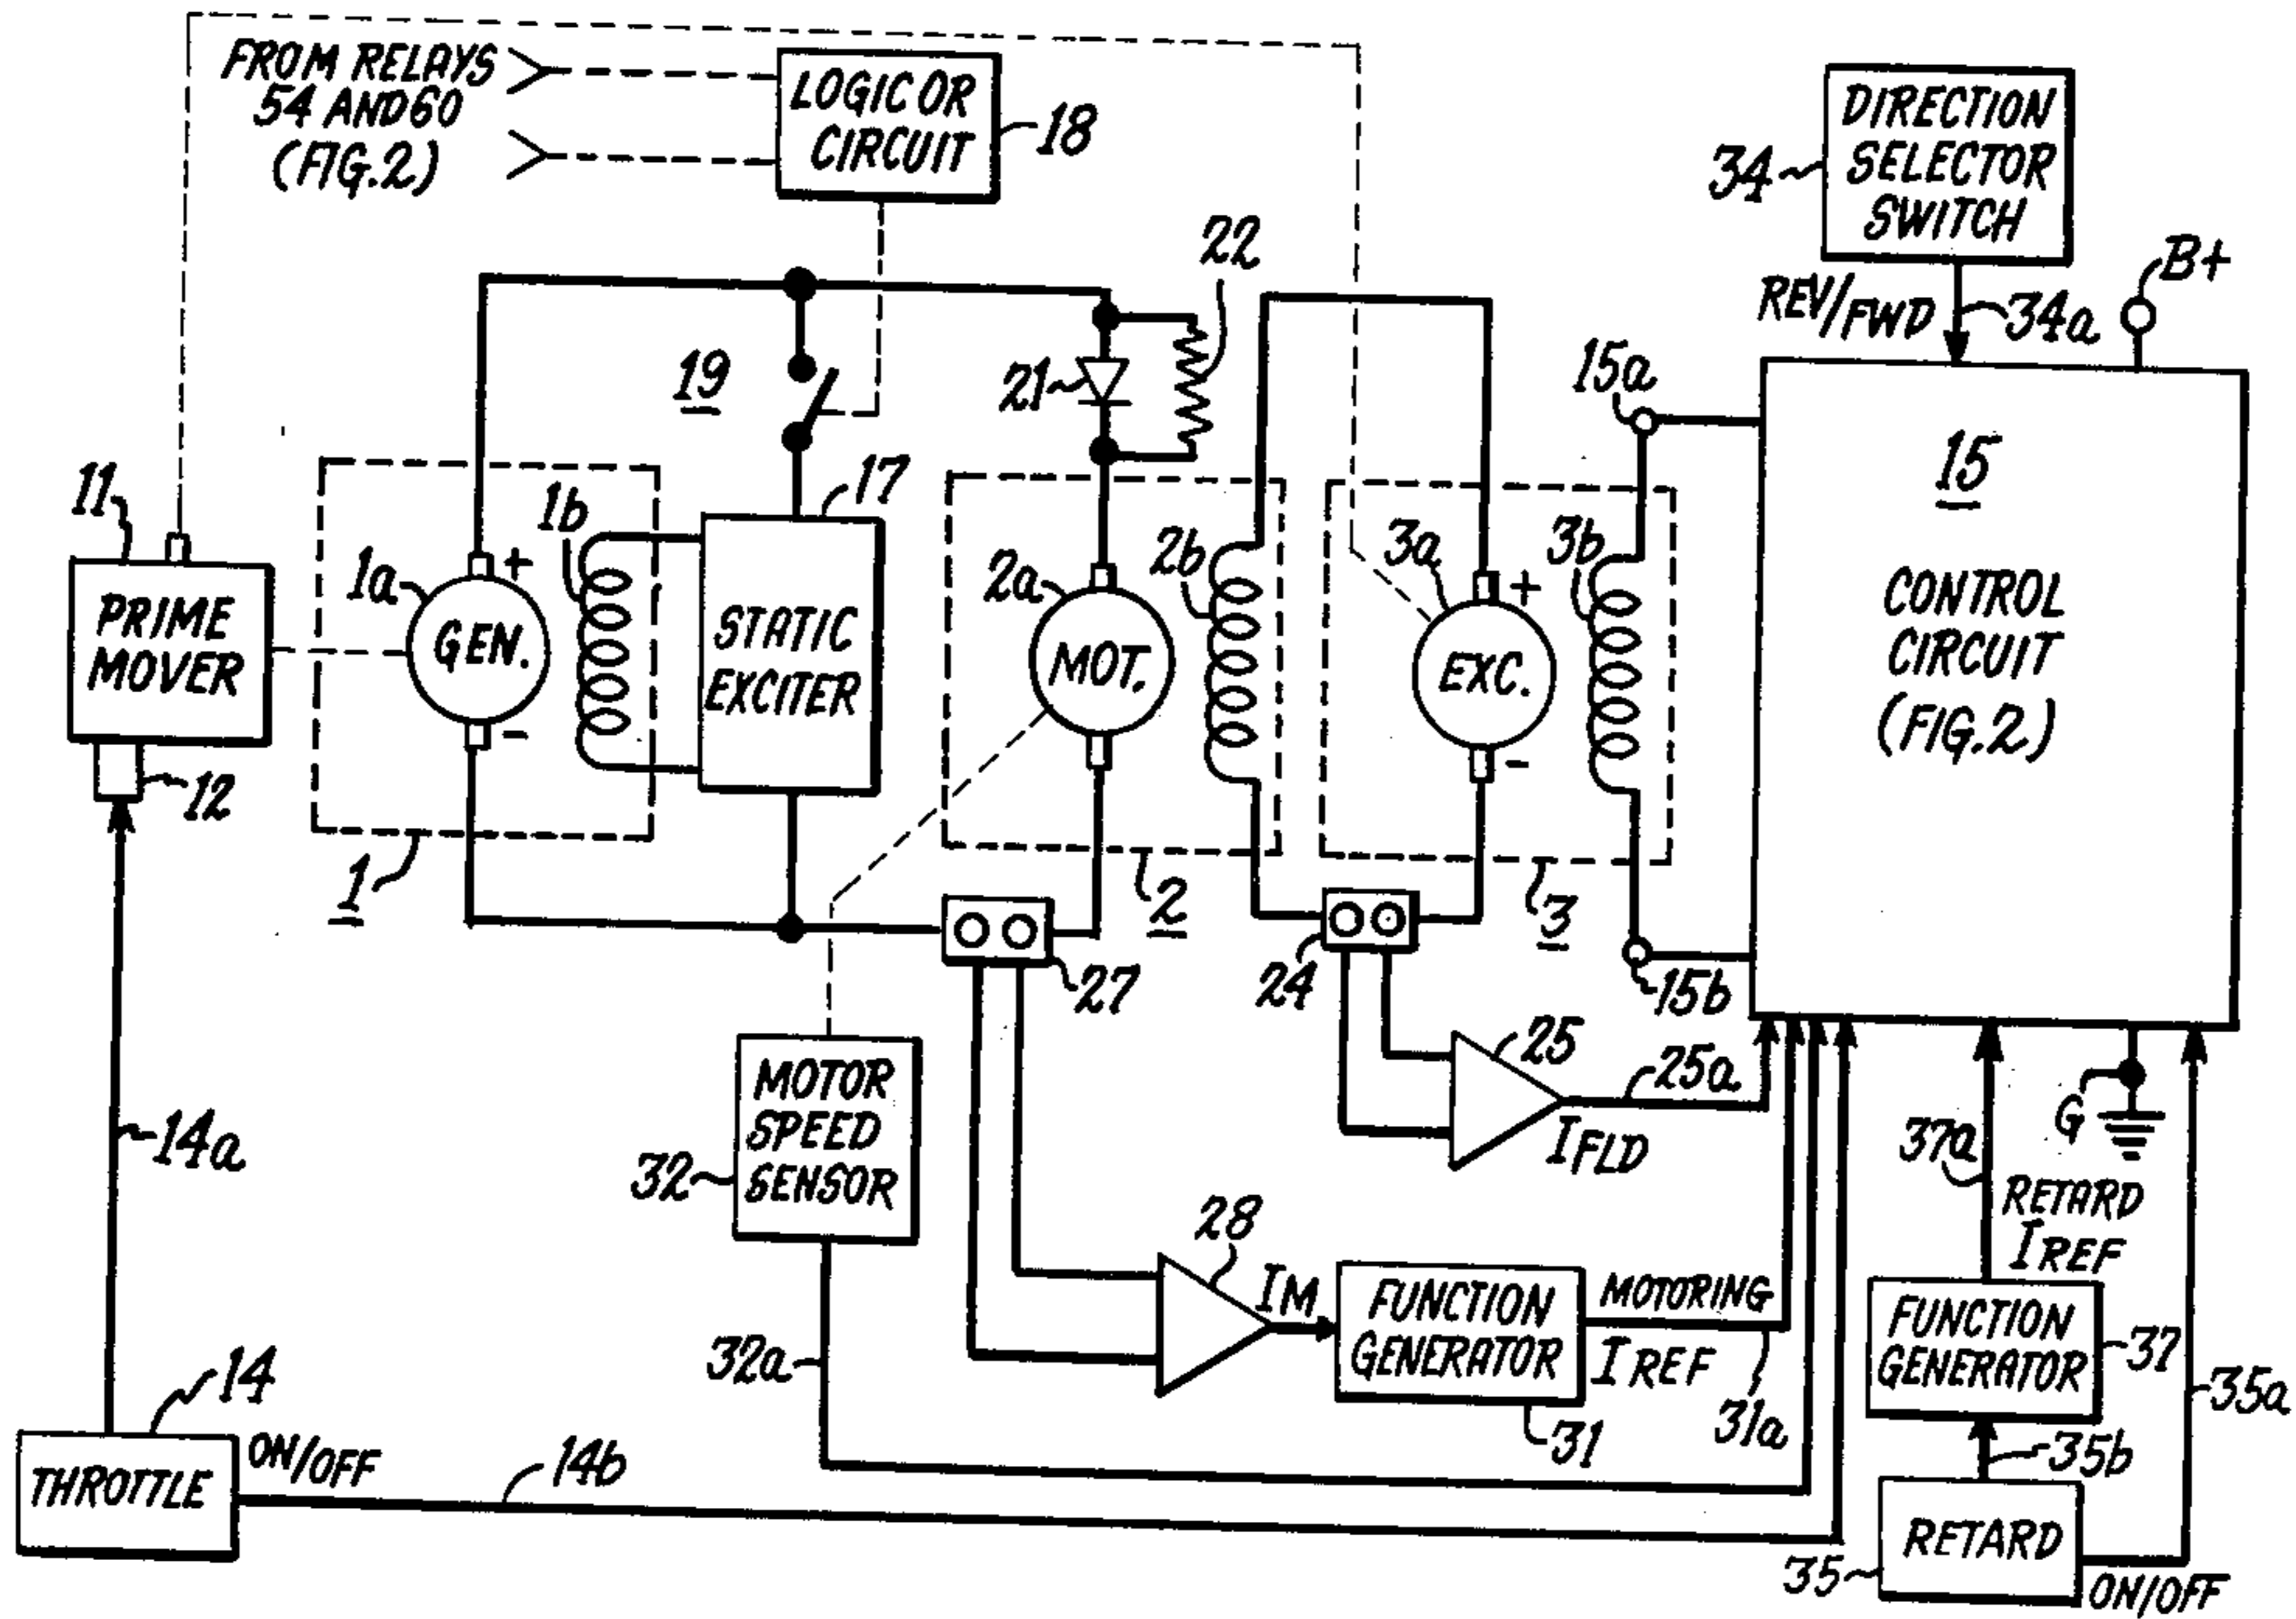 FROM RELAYS
54 AND 60
(FIG.2)
LOGIC OR
CIRCUIT
18
DIRECTION
SELECTOR
SWITCH
34
REV/FWD
34a
B+
22
21
19
15a
15
CONTROL
CIRCUIT
(FIG.2)
11
PRIME
MOVER
12
1a
GEN.
+
-
1b
17
STATIC
EXCITER
1
2a
MOT.
2b
2
3a
EXC.
+
-
3b
3
15b
27
24
25
25a
IFLD
G
37a
RETARD
IREF
MOTOR
SPEED
SENSOR
32
32a
28
IM
FUNCTION
GENERATOR
31
MOTORING
IREF
31a
FUNCTION
GENERATOR
37
35a
35b
14a
14
THROTTLE
ON/OFF
14b
RETARD
35
ON/OFF